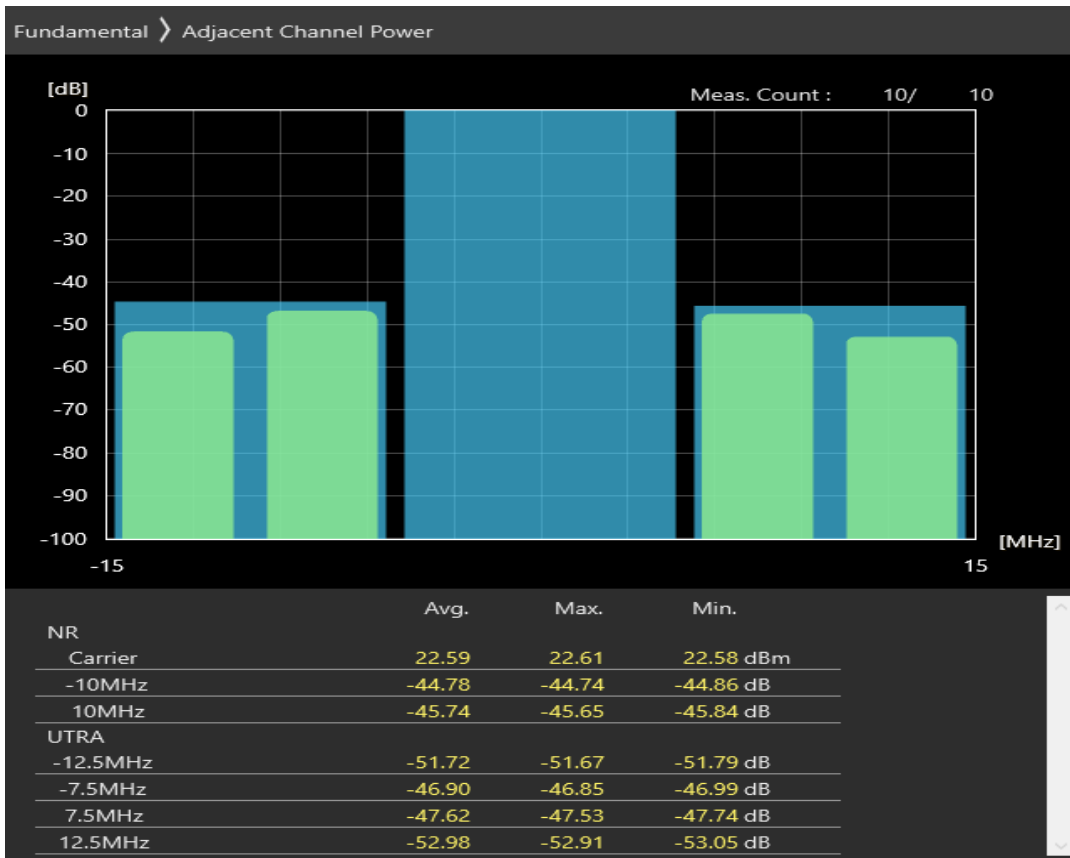 Fundamental 〉 Adjacent Channel Power
[dB]
Meas. Count : 10/ 10
0
-10
-20
-30
-40
-50
-60
-70
-80
-90
-100
[MHz]
-15 15
Avg. Max. Min.
NR
Carrier 22.59 22.61 22.58 dBm
-10MHz -44.78 -44.74 -44.86 dB
10MHz -45.74 -45.65 -45.84 dB
UTRA
-12.5MHz -51.72 -51.67 -51.79 dB
-7.5MHz -46.90 -46.85 -46.99 dB
7.5MHz -47.62 -47.53 -47.74 dB
12.5MHz -52.98 -52.91 -53.05 dB